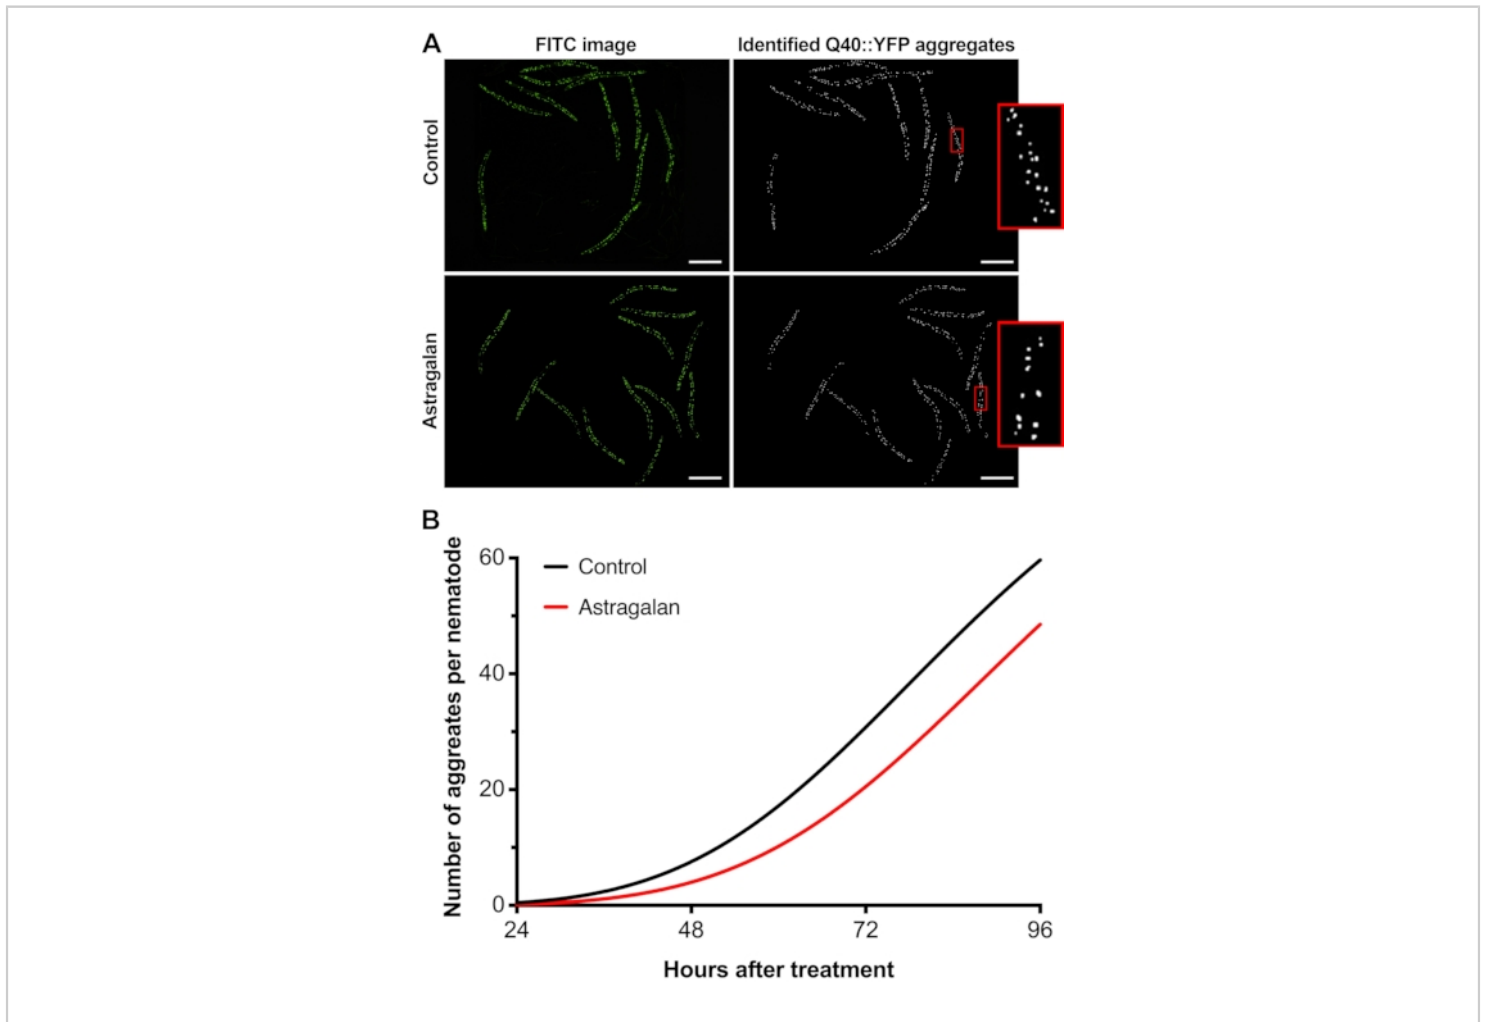 A
FITC image
Identified Q40::YFP aggregates
Control
Astragalan
B
Number of aggreates per nematode
60
40
20
0
Control
Astragalan
24
48
72
96
Hours after treatment